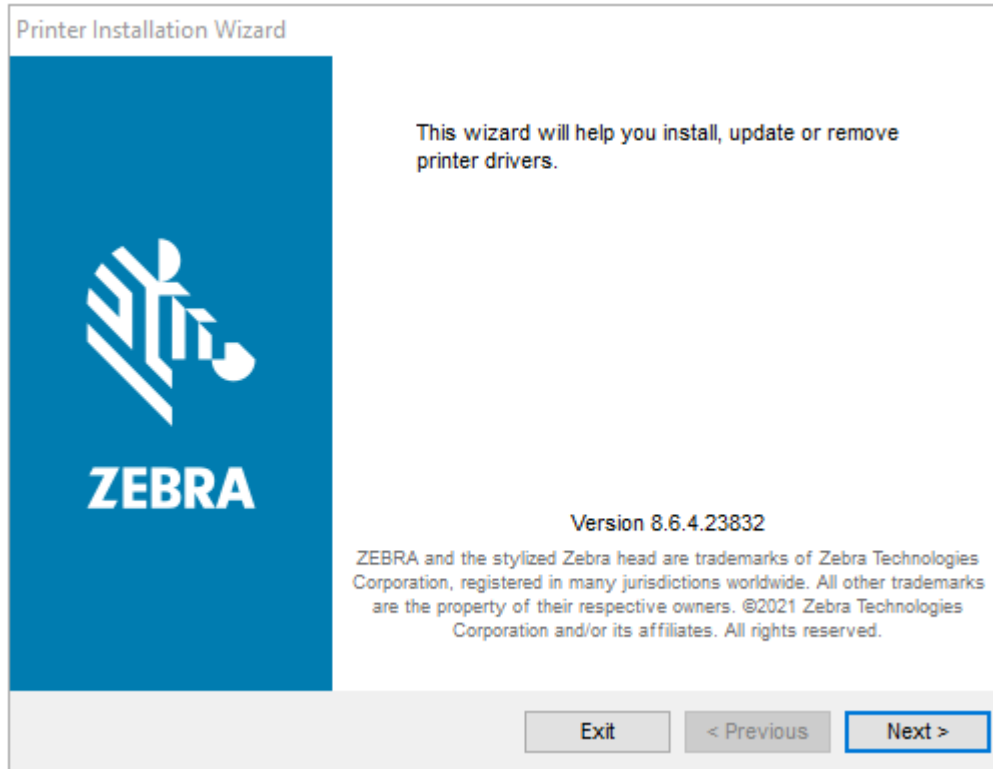 Printer Installation Wizard
This wizard will help you install, update or remove
printer drivers.
ZEBRA
Version 8.6.4.23832
ZEBRA and the stylized Zebra head are trademarks of Zebra Technologies
Corporation, registered in many jurisdictions worldwide. All other trademarks
are the property of their respective owners. ©2021 Zebra Technologies
Corporation and/or its affiliates. All rights reserved.
Exit
< Previous
Next >